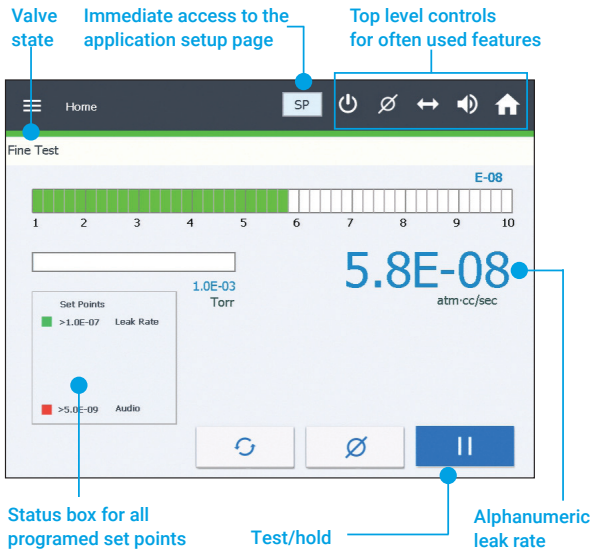 Valve state
Immediate access to the application setup page
Top level controls for often used features
Home
SP
Fine Test
E-08
1 2 3 4 5 6 7 8 9 10
5.8E-08
atm·cc/sec
1.0E-03
Torr
Set Points
>1.0E-07 Leak Rate
>5.0E-09 Audio
Status box for all programed set points
Test/hold
Alphanumeric leak rate